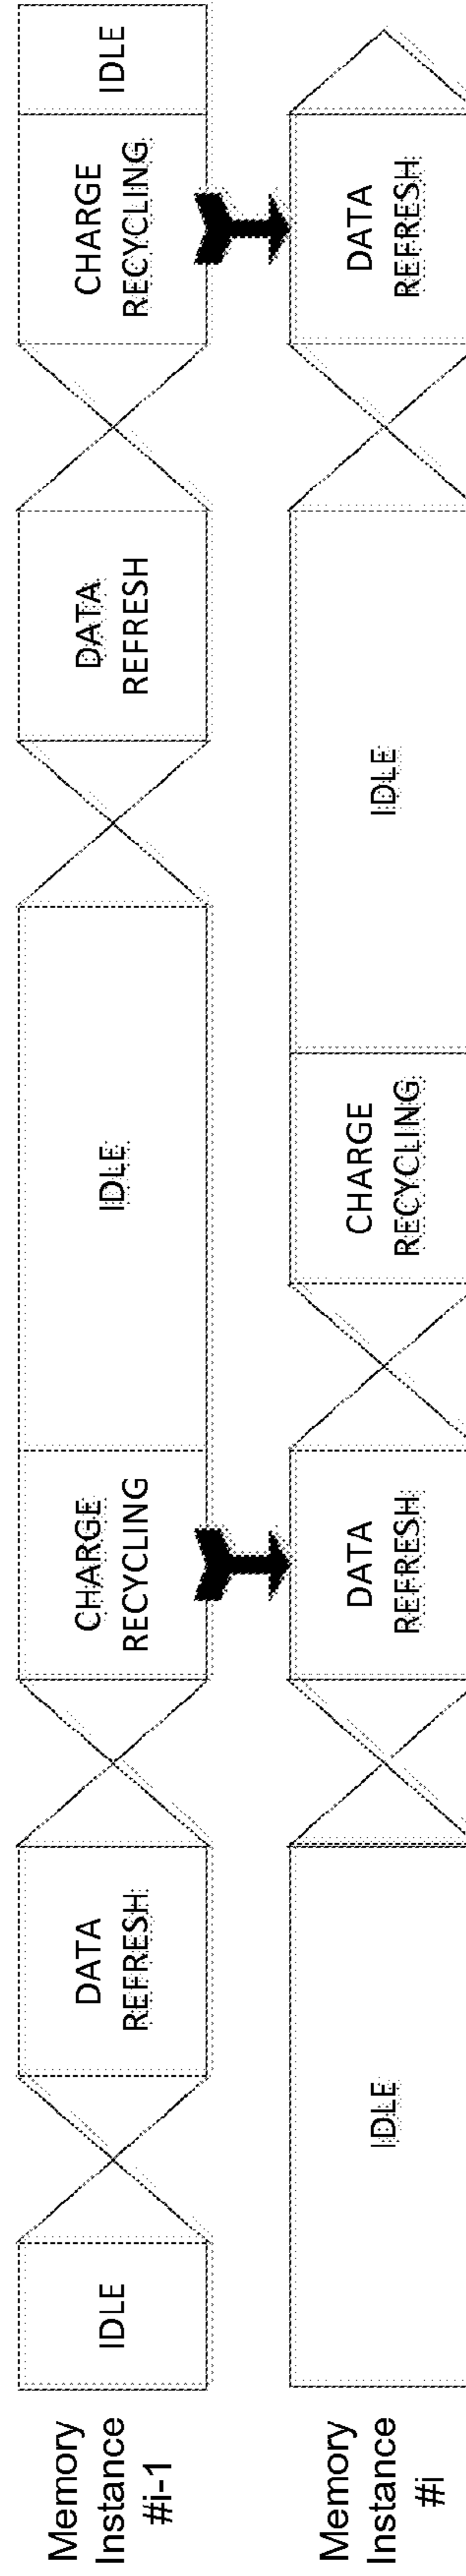 Memory
Instance
#i-1
IDLE
DATA
REFRESH
CHARGE
RECYCLING
IDLE
DATA
REFRESH
CHARGE
RECYCLING
IDLE
Memory
Instance
#i
IDLE
DATA
REFRESH
CHARGE
RECYCLING
IDLE
DATA
REFRESH